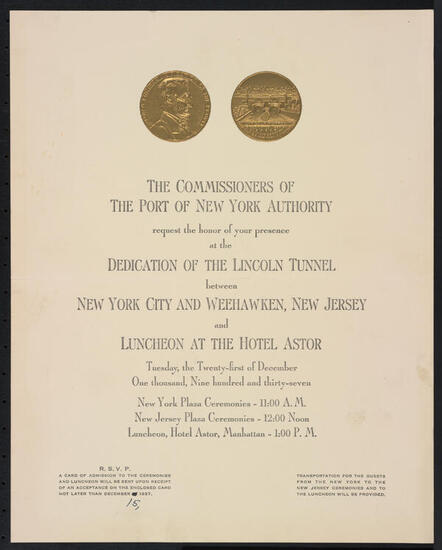 THE COMMISSIONERS OF
THE PORT OF NEW YORK AUTHORITY
request the honor of your presence
at the
DEDICATION OF THE LINCOLN TUNNEL
between
NEW YORK CITY AND WEEHAWKEN, NEW JERSEY
and
LUNCHEON AT THE HOTEL ASTOR
Tuesday, the Twenty-first of December
One thousand, Nine hundred and thirty-seven
New York Plaza Ceremonies - 11:00 A. M.
New Jersey Plaza Ceremonies - 12:00 Noon
Luncheon, Hotel Astor, Manhattan - 1:00 P. M.
R. S. V. P.
A CARD OF ADMISSION TO THE CEREMONIES
AND LUNCHEON WILL BE SENT UPON RECEIPT
OF AN ACCEPTANCE ON THE ENCLOSED CARD
NOT LATER THAN DECEMBER 1937.
15,
TRANSPORTATION FOR THE GUESTS
FROM THE NEW YORK TO THE
NEW JERSEY CEREMONIES AND TO
THE LUNCHEON WILL BE PROVIDED.